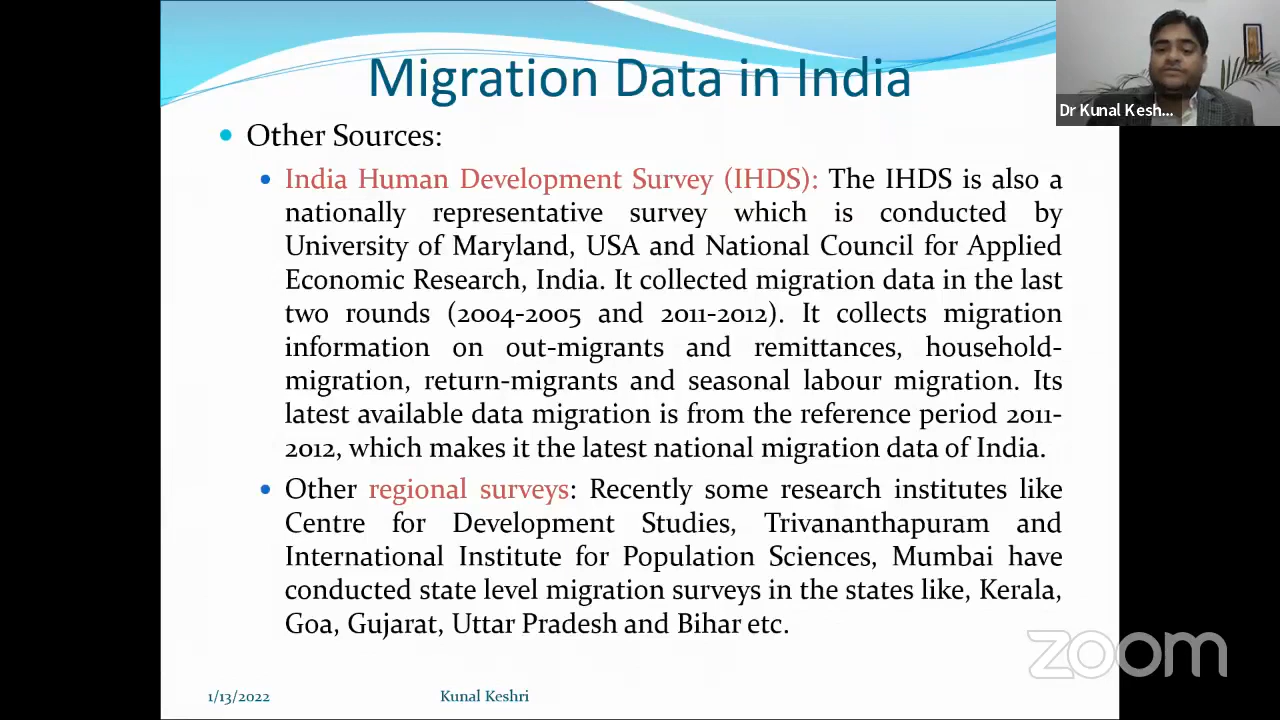 Migration Data in India
Dr Kunal Kesh...
• Other Sources:
• India Human Development Survey (IHDS): The IHDS is also a
nationally representative survey which is conducted by
University of Maryland, USA and National Council for Applied
Economic Research, India. It collected migration data in the last
two rounds (2004-2005 and 2011-2012). It collects migration
information on out-migrants and remittances, household-
migration, return-migrants and seasonal labour migration. Its
latest available data migration is from the reference period 2011-
2012, which makes it the latest national migration data of India.
• Other regional surveys: Recently some research institutes like
Centre for Development Studies, Trivananthapuram and
International Institute for Population Sciences, Mumbai have
conducted state level migration surveys in the states like, Kerala,
Goa, Gujarat, Uttar Pradesh and Bihar etc.
zoom
1/13/2022
Kunal Keshri